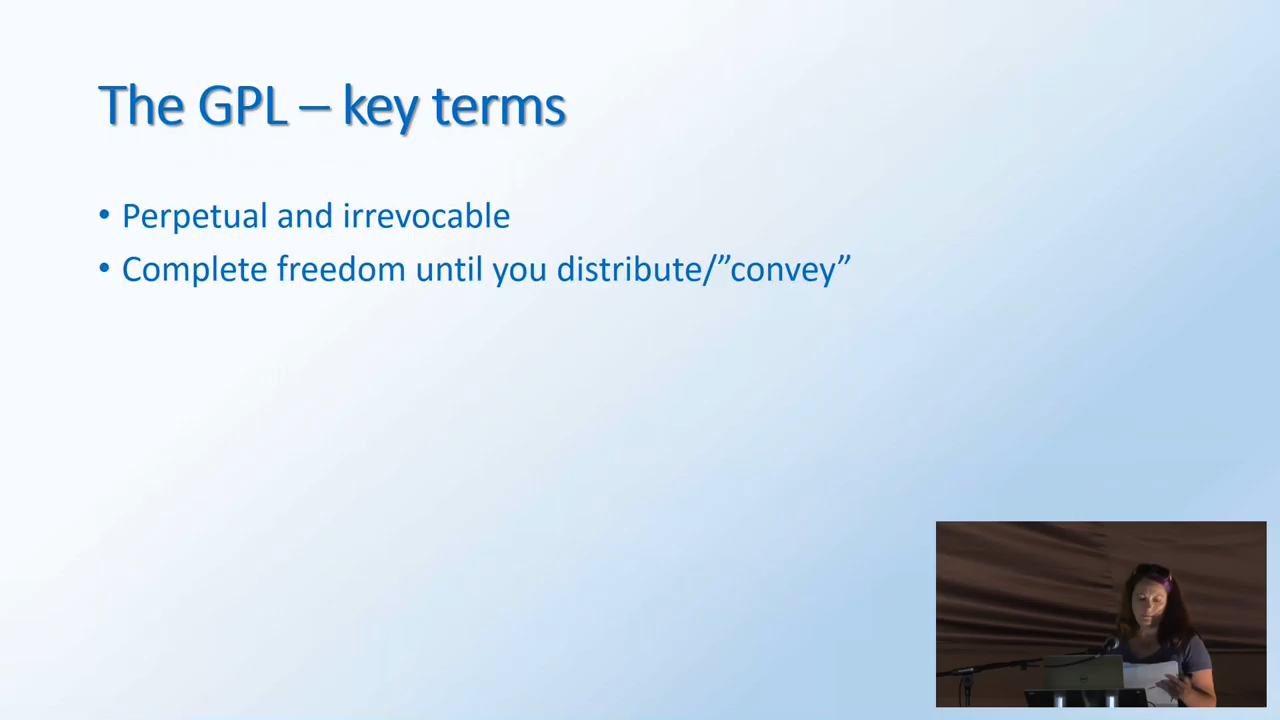 The GPL – key terms
• Perpetual and irrevocable
• Complete freedom until you distribute/”convey”